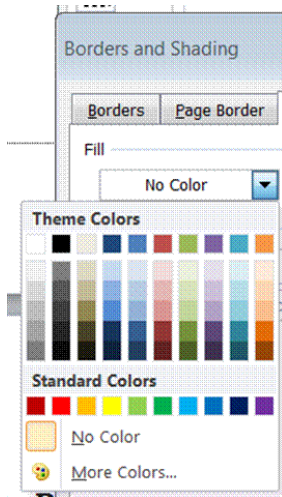 Borders and Shading
Borders
Page Border
Fill
No Color
Theme Colors
Standard Colors
No Color
More Colors...